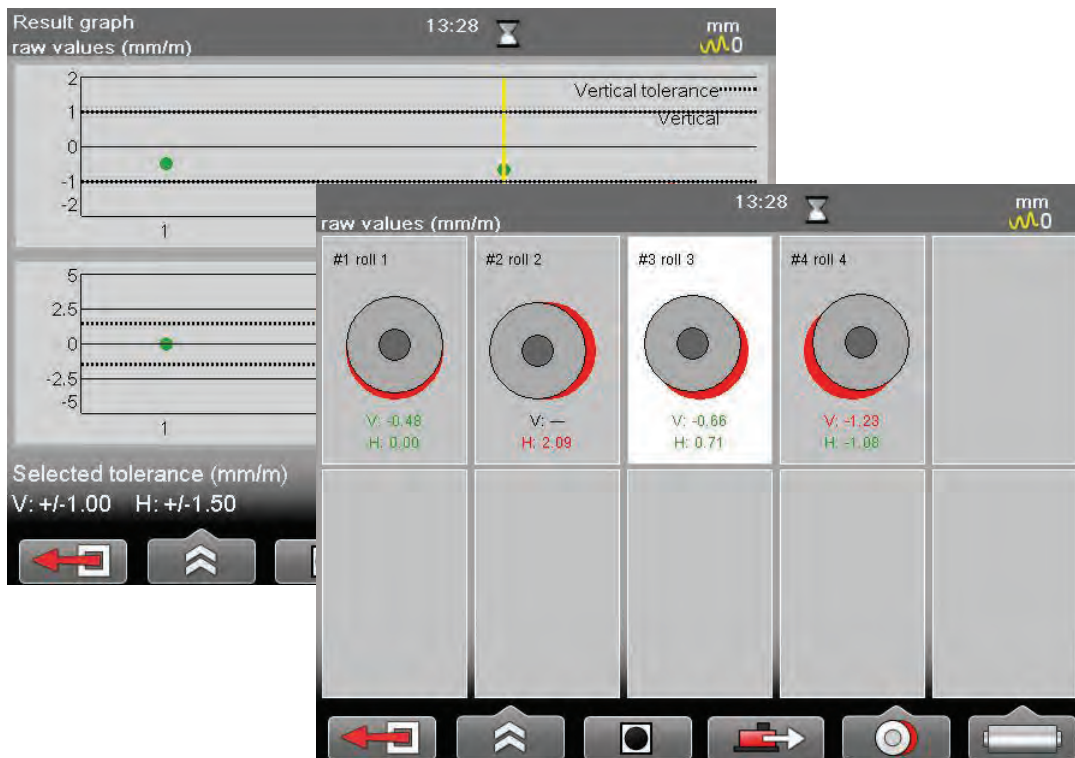 Result graph
raw values (mm/m)
13:28
mm
0
2
1
0
-1
-2
Vertical tolerance
Vertical
1
5
2.5
0
-2.5
-5
1
Selected tolerance (mm/m)
V: +/-1.00 H: +/-1.50
raw values (mm/m)
13:28
mm
0
#1 roll 1
V: -0.48
H: 0.00
#2 roll 2
V: —
H: 2.09
#3 roll 3
V: -0.66
H: 0.71
#4 roll 4
V: -1.23
H: -1.08